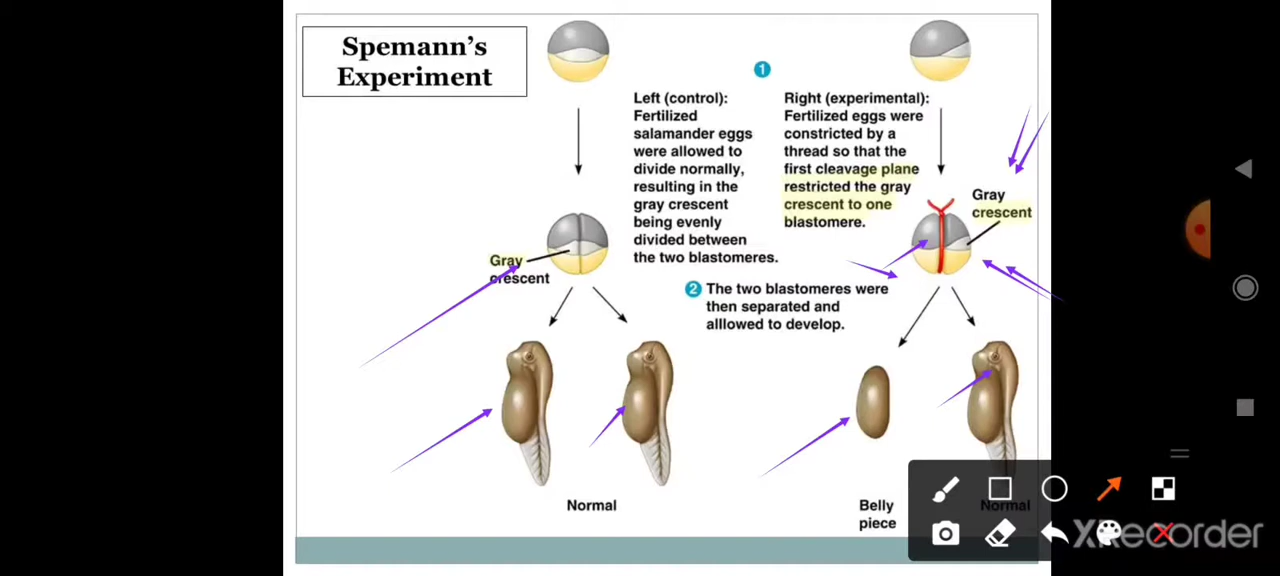 Spemann's
Experiment
1
Left (control):
Fertilized
salamander eggs
were allowed to
divide normally,
resulting in the
gray crescent
being evenly
divided between
the two blastomeres.
Right (experimental):
Fertilized eggs were
constricted by a
thread so that the
first cleavage plane
restricted the gray
crescent to one
blastomere.
Gray
crescent
Gray
crescent
2 The two blastomeres were
then separated and
alllowed to develop.
Normal
Belly
piece
Normal
XRecorder